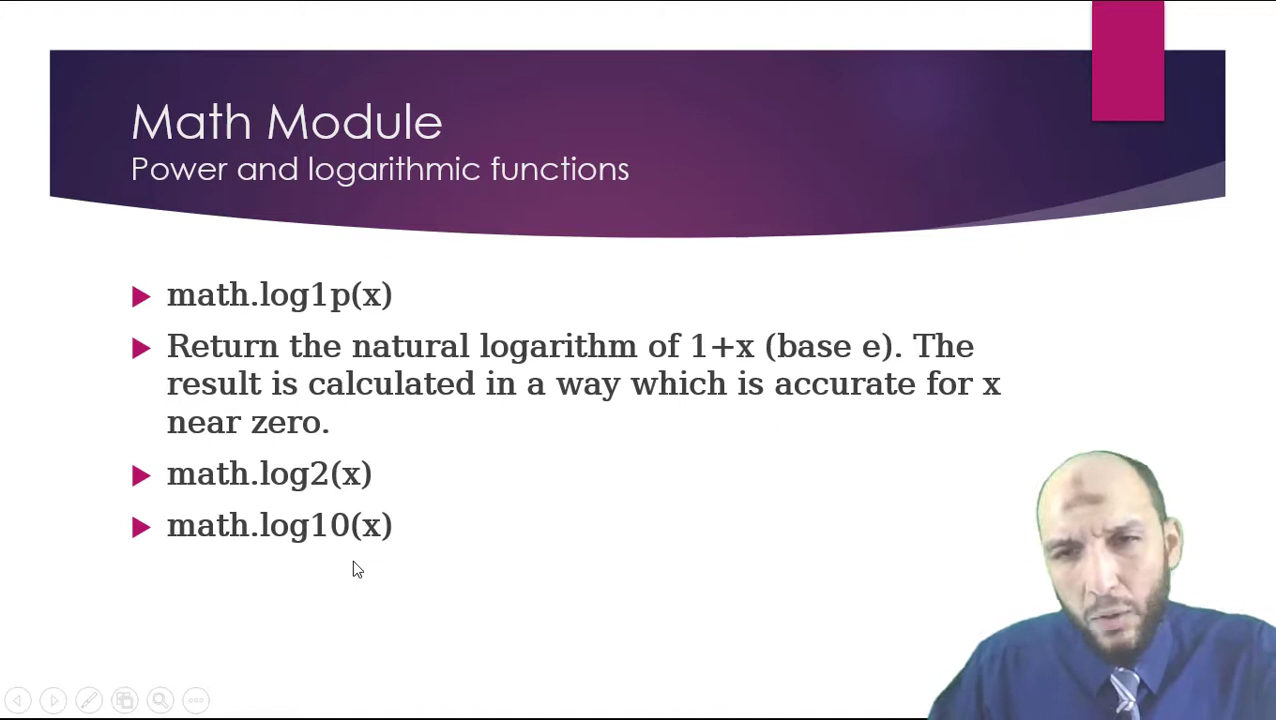 Math Module
Power and logarithmic functions
math.log1p(x)
Return the natural logarithm of 1+x (base e). The
result is calculated in a way which is accurate for x
near zero.
math.log2(x)
math.log10(x)